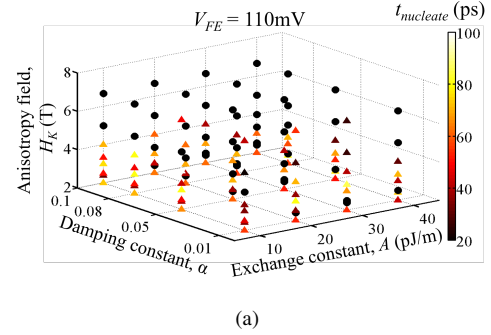 t_nucleate (ps)
V_FE = 110mV
100
80
60
40
20
Anisotropy field,
H_K (T)
8
6
4
2
0.1
0.08
0.05
0.01
Damping constant, α
10
20
30
40
Exchange constant, A (pJ/m)
(a)